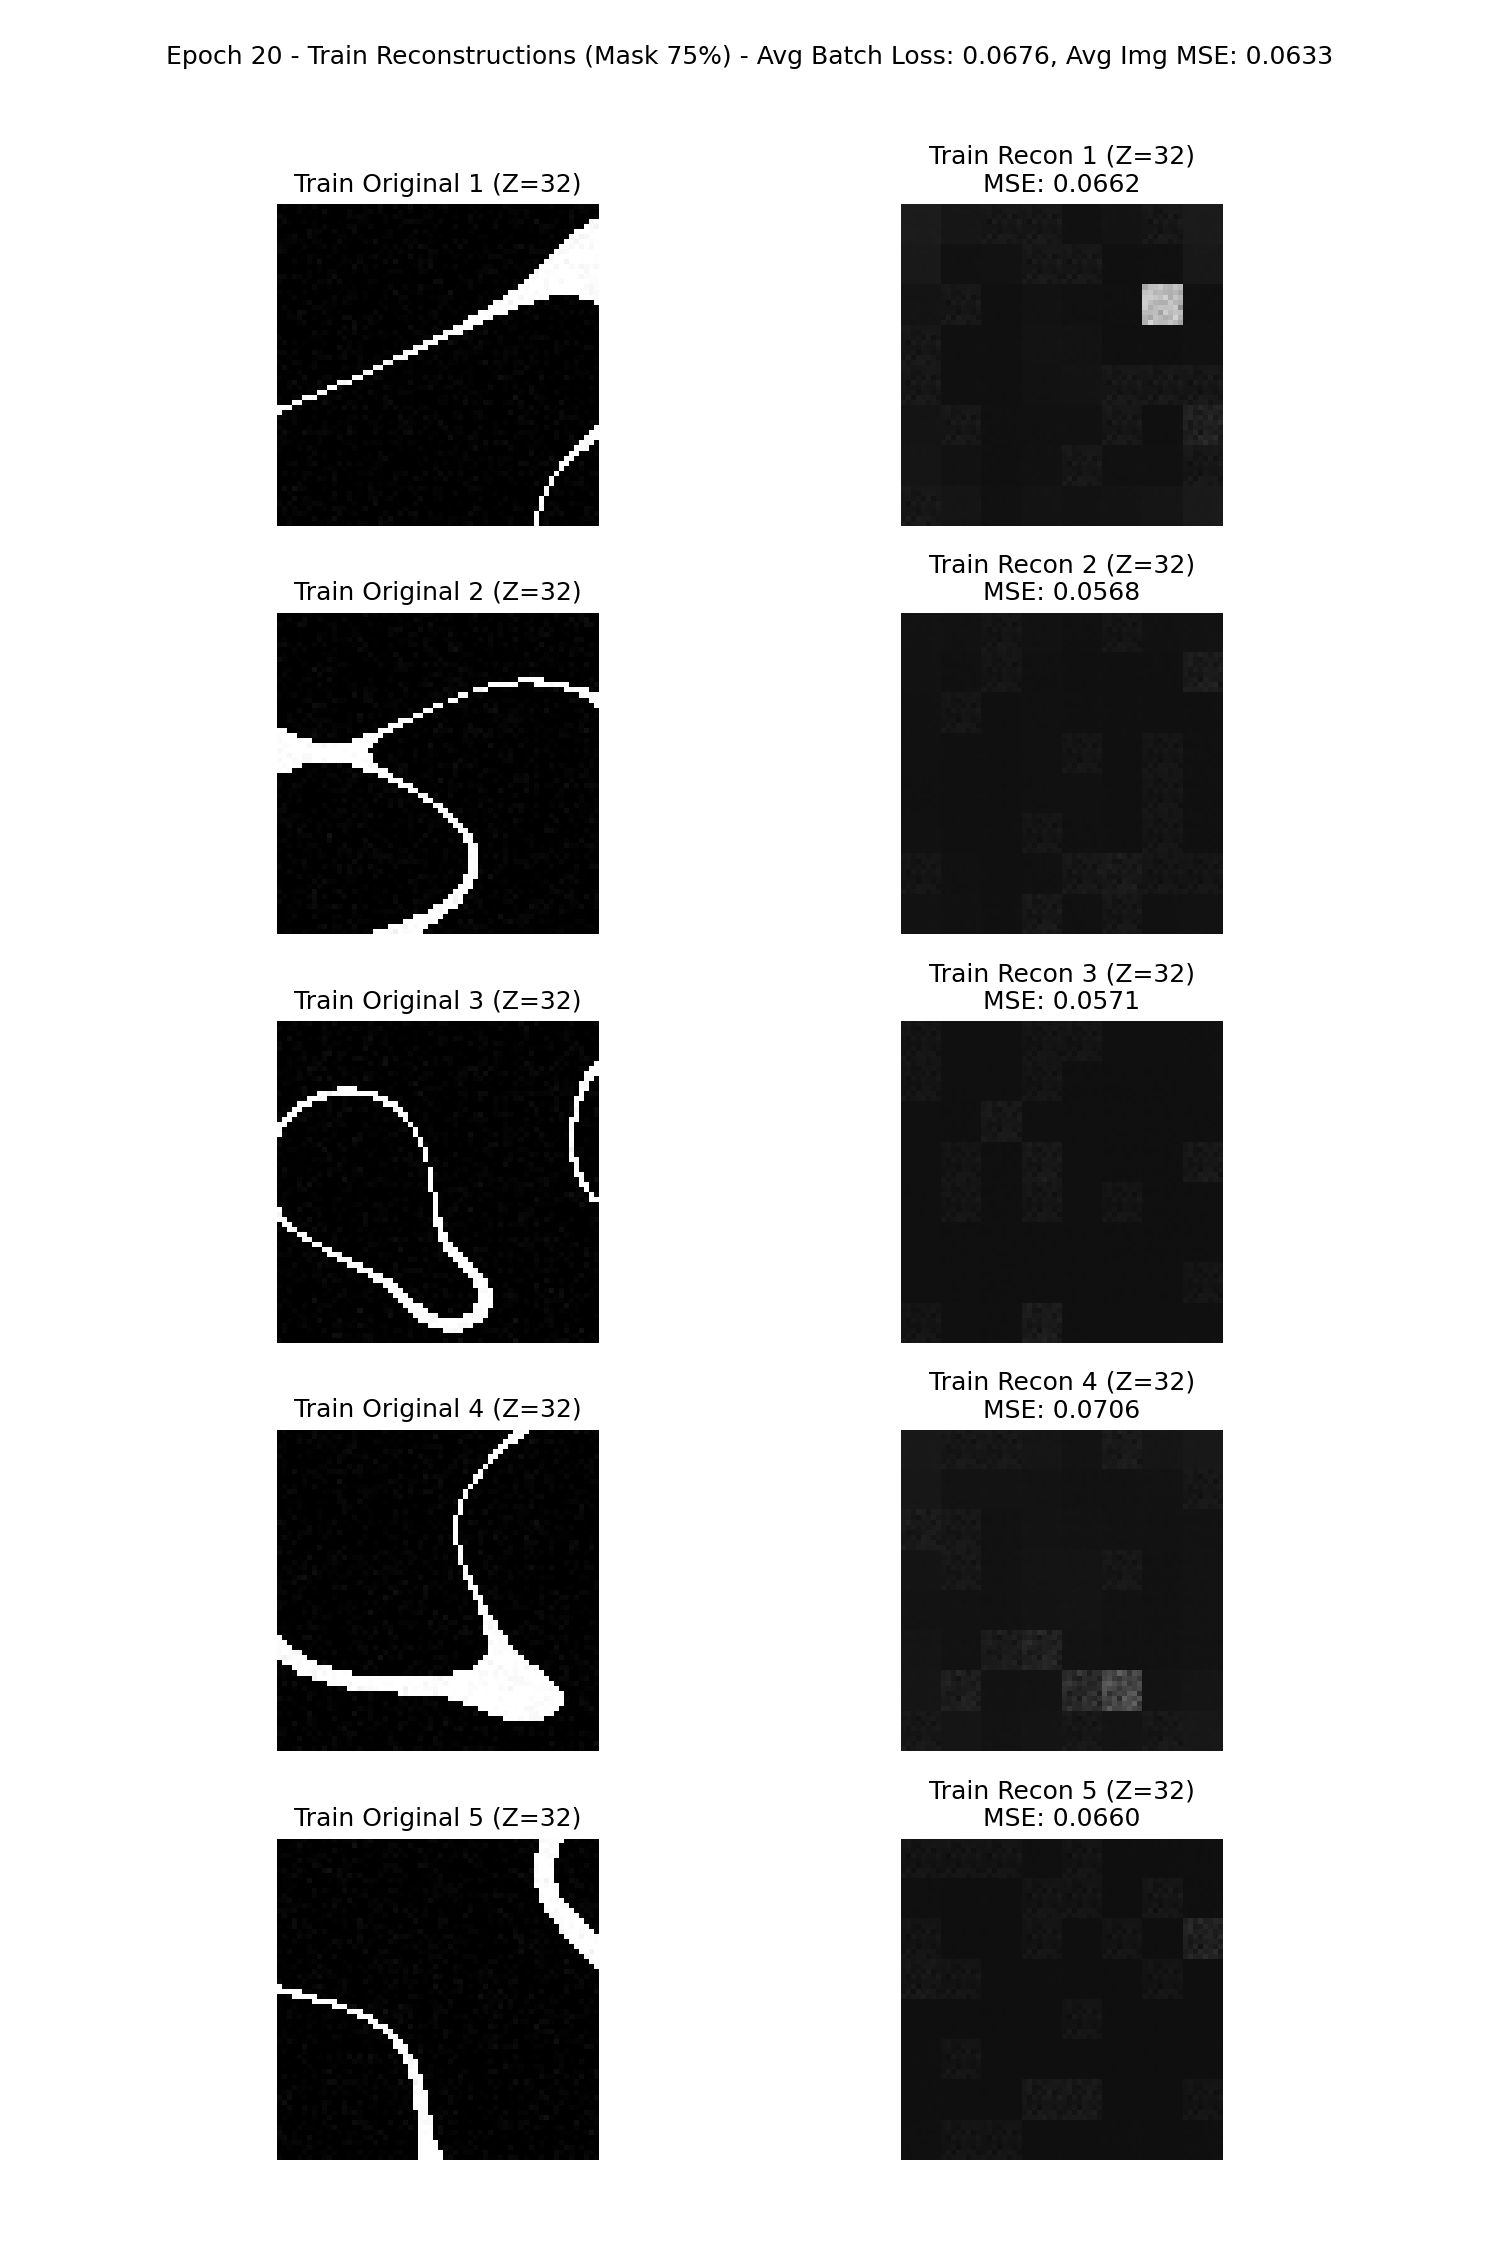 Epoch 20 - Train Reconstructions (Mask 75%) - Avg Batch Loss: 0.0676, Avg Img MSE: 0.0633
Train Original 1 (Z=32)
Train Recon 1 (Z=32)
MSE: 0.0662
Train Original 2 (Z=32)
Train Recon 2 (Z=32)
MSE: 0.0568
Train Original 3 (Z=32)
Train Recon 3 (Z=32)
MSE: 0.0571
Train Original 4 (Z=32)
Train Recon 4 (Z=32)
MSE: 0.0706
Train Original 5 (Z=32)
Train Recon 5 (Z=32)
MSE: 0.0660